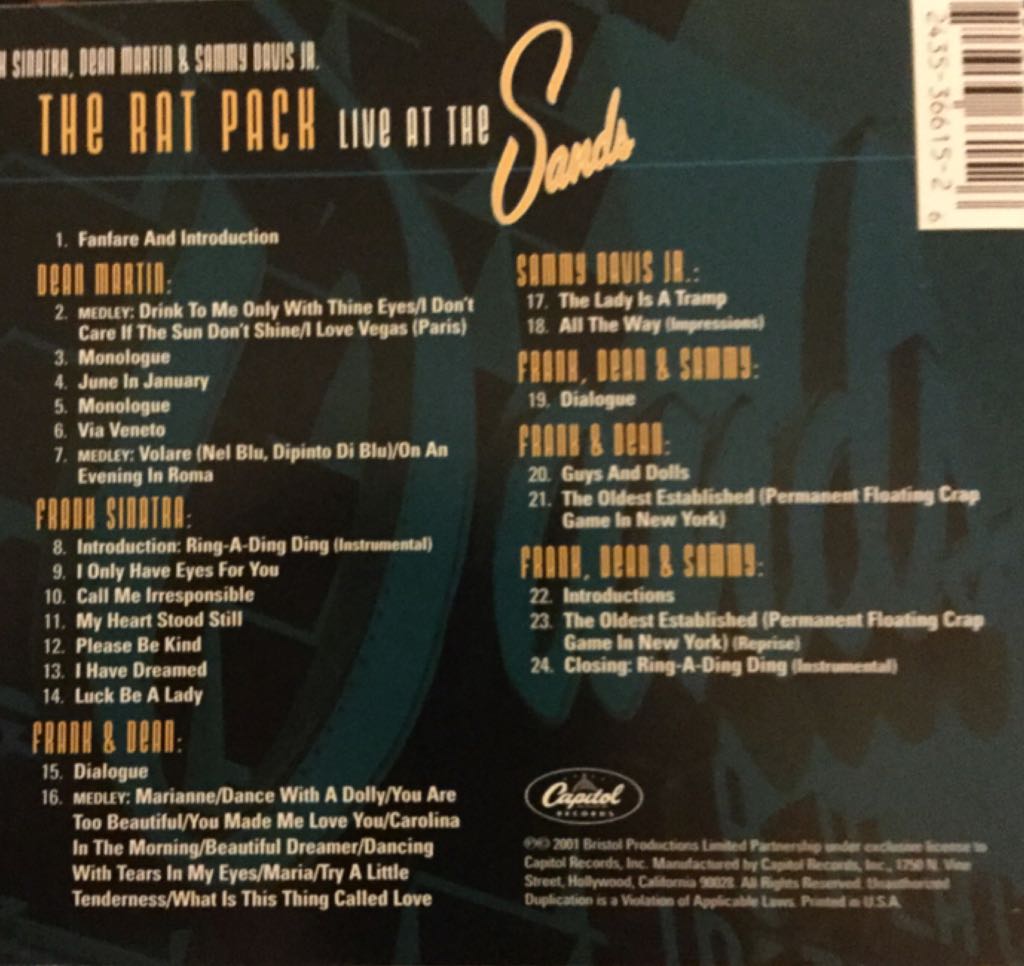 H SINATRA, DEAN MARTIN & SAMMY DAVIS JR.
THE RAT PACK LIVE AT THE Sands
2435-36615-2 6
1. Fanfare And Introduction
DEAN MARTIN:
2. MEDLEY: Drink To Me Only With Thine Eyes/I Don't
Care If The Sun Don't Shine/I Love Vegas (Paris)
3. Monologue
4. June In January
5. Monologue
6. Via Veneto
7. MEDLEY: Volare (Nel Blu, Dipinto Di Blu)/On An
Evening In Roma
FRANK SINATRA:
8. Introduction: Ring-A-Ding Ding (Instrumental)
9. I Only Have Eyes For You
10. Call Me Irresponsible
11. My Heart Stood Still
12. Please Be Kind
13. I Have Dreamed
14. Luck Be A Lady
FRANK & DEAN:
15. Dialogue
16. MEDLEY: Marianne/Dance With A Dolly/You Are
Too Beautiful/You Made Me Love You/Carolina
In The Morning/Beautiful Dreamer/Dancing
With Tears In My Eyes/Maria/Try A Little
Tenderness/What Is This Thing Called Love
SAMMY DAVIS JR.:
17. The Lady Is A Tramp
18. All The Way (Impressions)
FRANK, DEAN & SAMMY:
19. Dialogue
FRANK & DEAN:
20. Guys And Dolls
21. The Oldest Established (Permanent Floating Crap
Game In New York)
FRANK, DEAN & SAMMY:
22. Introductions
23. The Oldest Established (Permanent Floating Crap
Game In New York) (Reprise)
24. Closing: Ring-A-Ding Ding (Instrumental)
Capitol
RECORDS
℗© 2001 Bristol Productions Limited Partnership under exclusive license to
Capitol Records, Inc. Manufactured by Capitol Records, Inc., 1750 N. Vine
Street, Hollywood, California 90028. All Rights Reserved. Unauthorized
Duplication is a Violation of Applicable Laws. Printed in U.S.A.